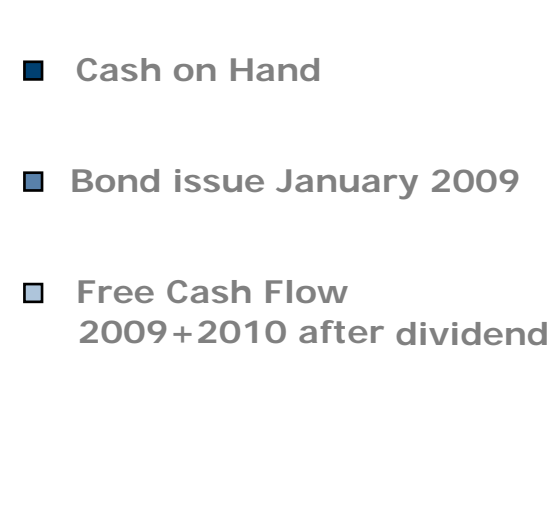 Cash on Hand
Bond issue January 2009
Free Cash Flow
2009+2010 after dividend